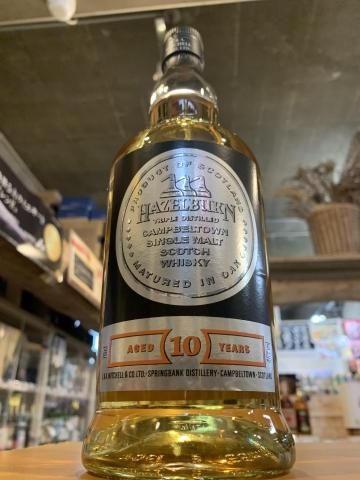 PRODUCT OF SCOTLAND
HAZELBURN
TRIPLE DISTILLED
CAMPBELTOWN
SINGLE MALT
SCOTCH
WHISKY
MATURED IN OAK
AGED 10 YEARS
J.& A. MITCHELL & CO LTD. • SPRINGBANK DISTILLERY • CAMPBELTOWN • SCOTLAND